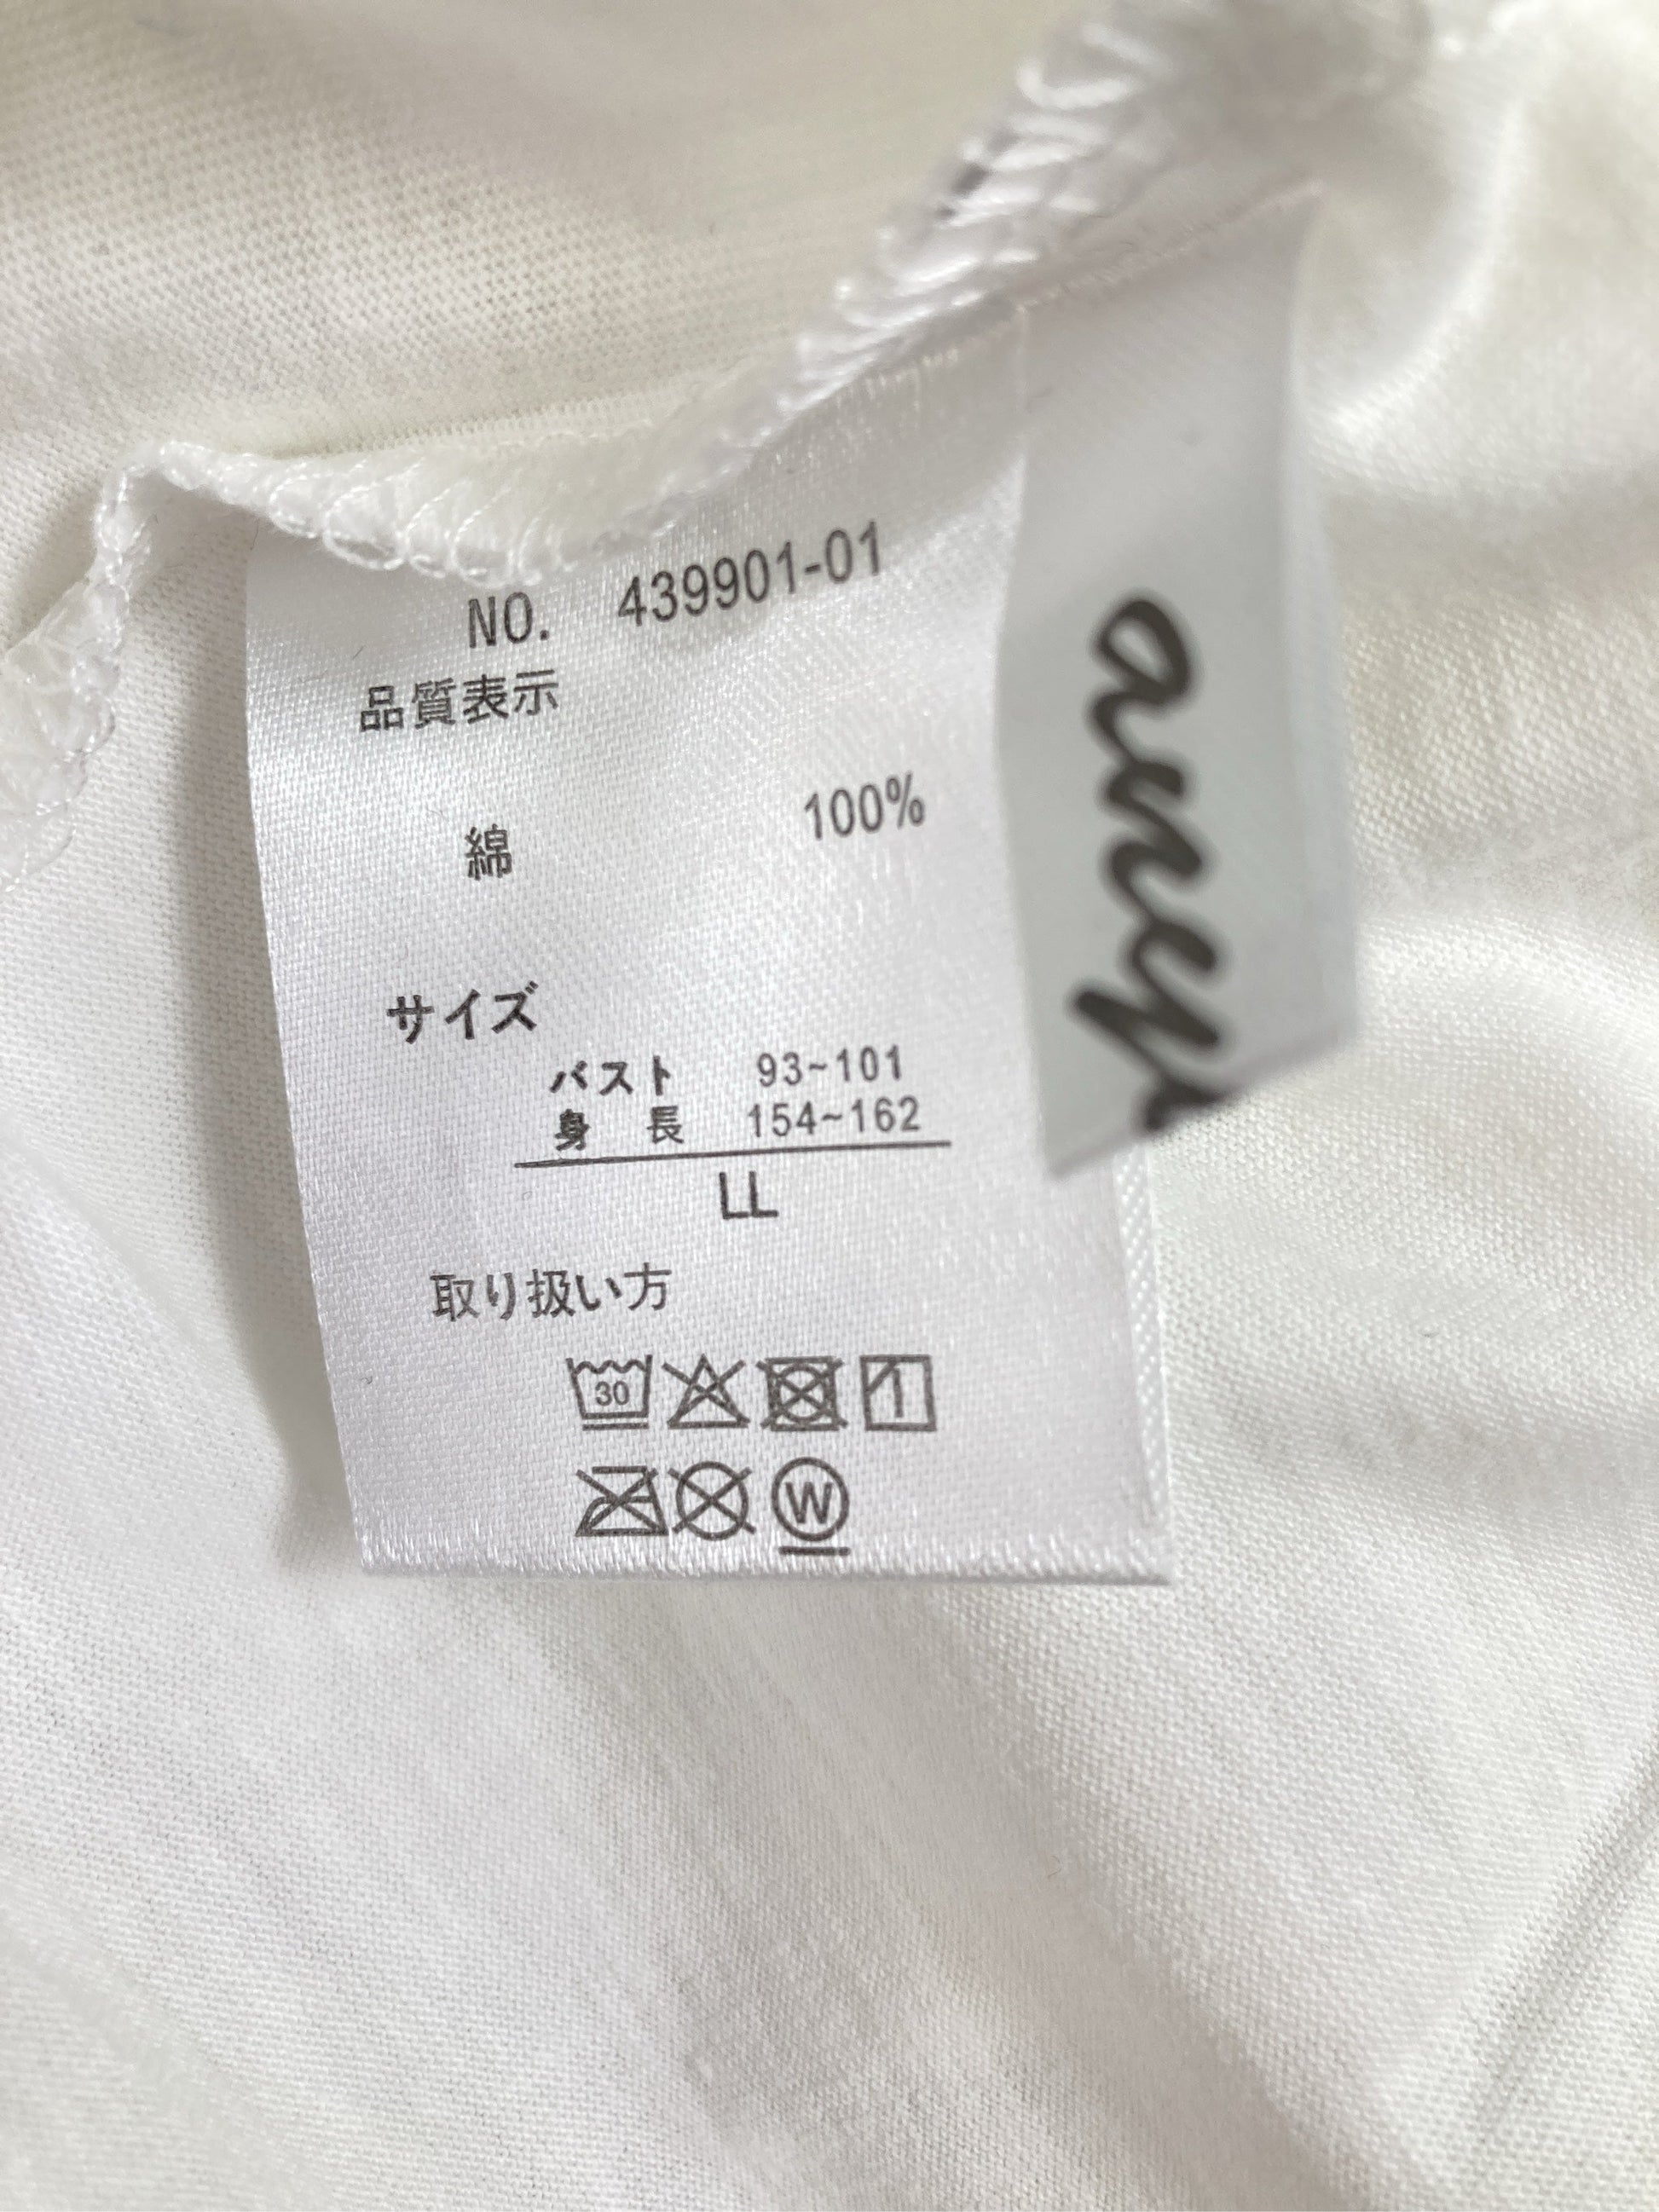 NO. 439901-01
品質表示
綿 100%
サイズ
バスト 93~101
身 長 154~162
LL
取り扱い方
30
W